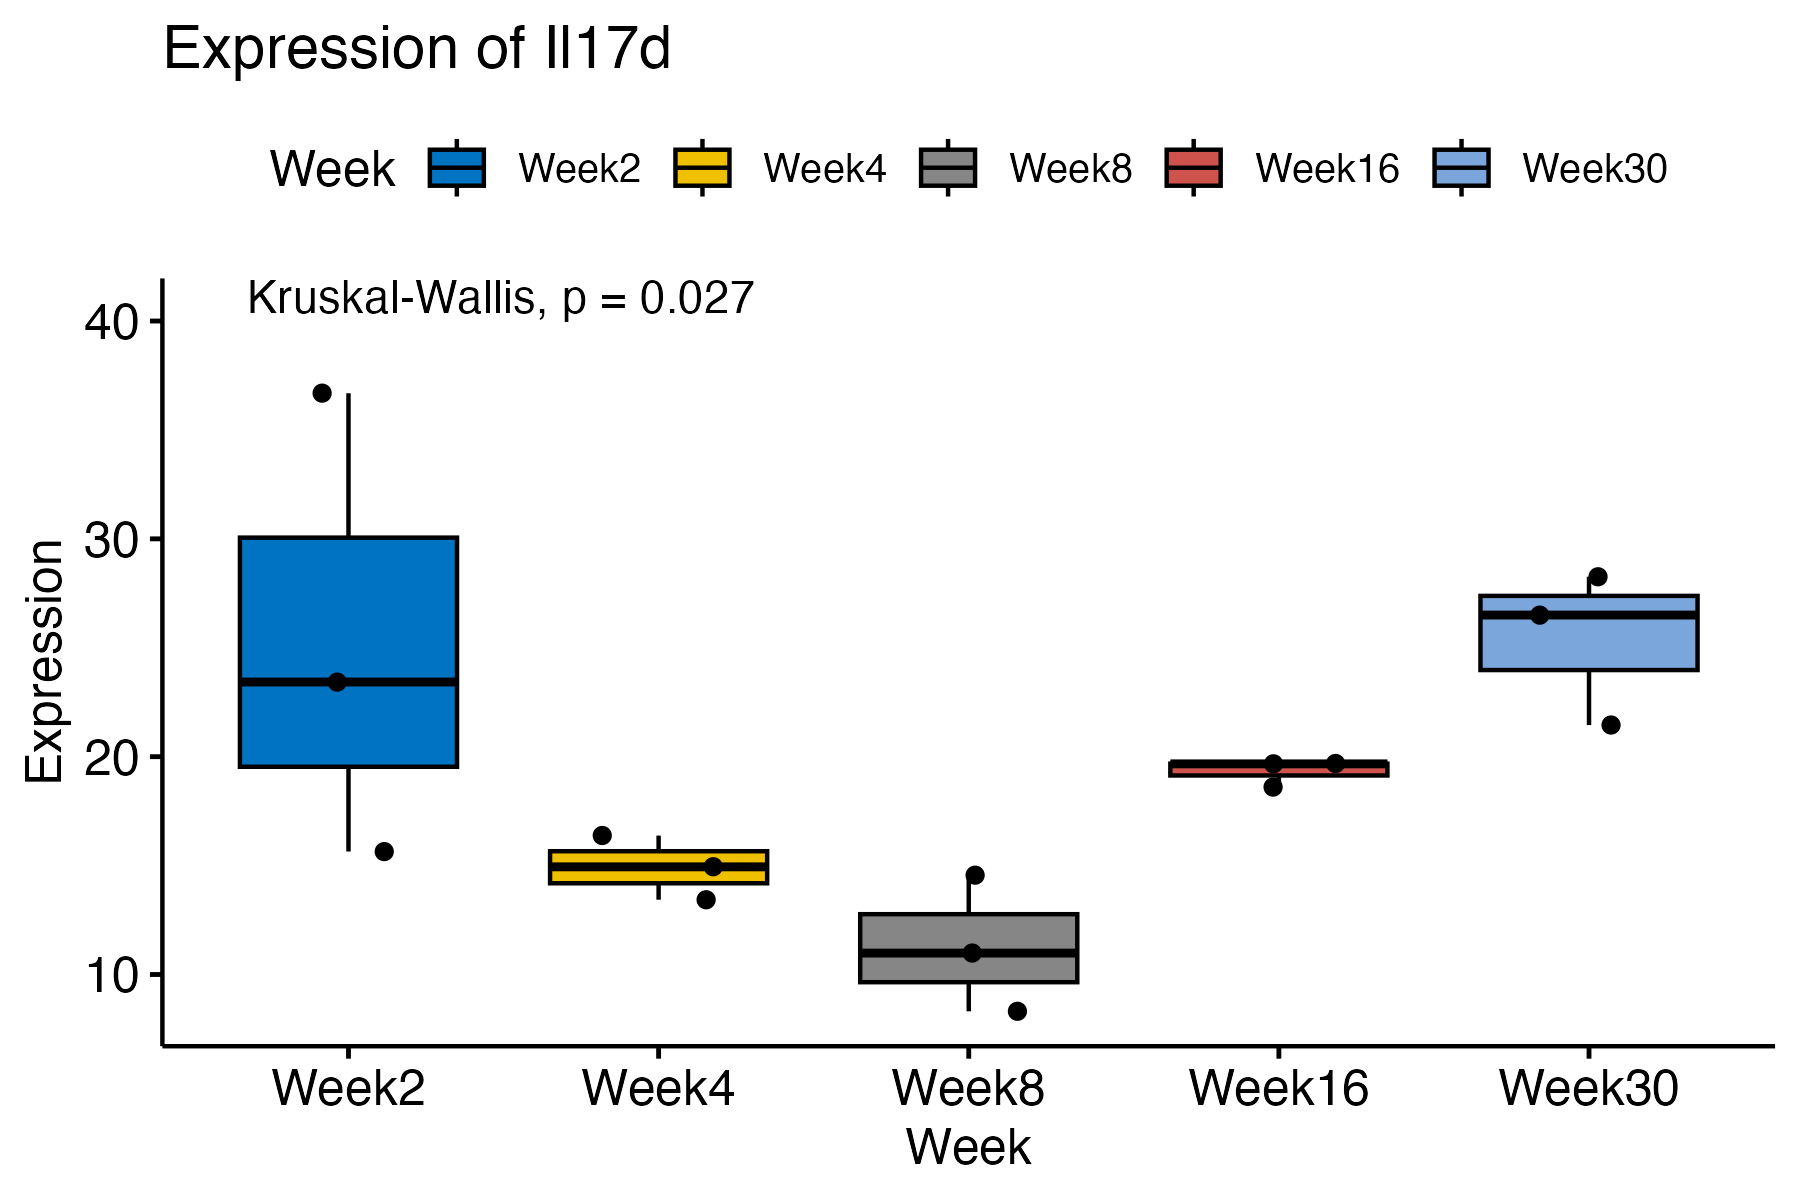 Expression of Il17d
Week Week2 Week4 Week8 Week16 Week30
Kruskal-Wallis, p = 0.027
40
30
20
10
Expression
Week2 Week4 Week8 Week16 Week30
Week